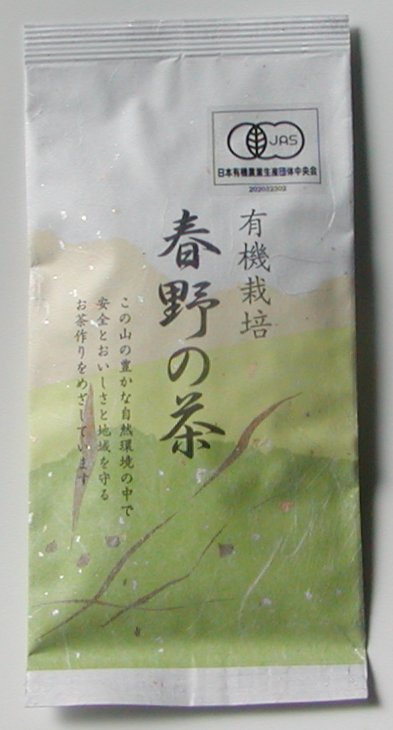 JAS
日本有機農業生産団体中央会
202032302
有機栽培
春野の茶
この山の豊かな自然環境の中で
安全とおいしさと地域を守る
お茶作りをめざしています